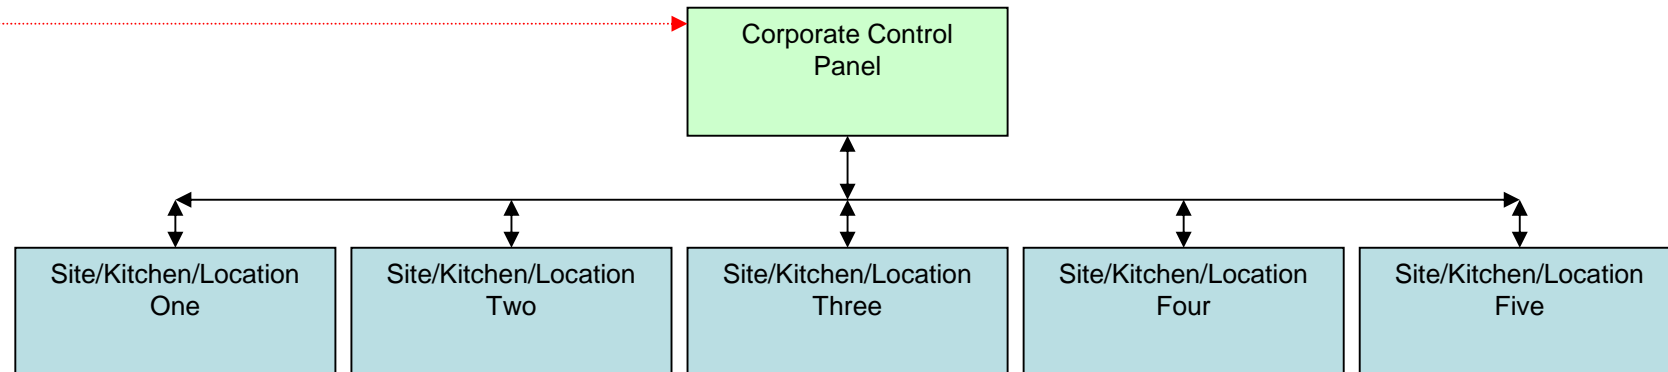 Corporate Control
Panel
Site/Kitchen/Location
One
Site/Kitchen/Location
Two
Site/Kitchen/Location
Three
Site/Kitchen/Location
Four
Site/Kitchen/Location
Five